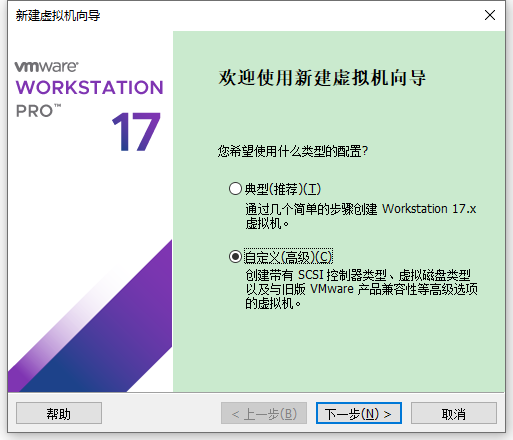 新建虚拟机向导
vmware®
WORKSTATION
PRO™
17
欢迎使用新建虚拟机向导
您希望使用什么类型的配置?
典型(推荐)(T)
通过几个简单的步骤创建 Workstation 17.x
虚拟机。
自定义(高级)(C)
创建带有 SCSI 控制器类型、虚拟磁盘类型
以及与旧版 VMware 产品兼容性等高级选项
的虚拟机。
帮助
< 上一步(B)
下一步(N) >
取消